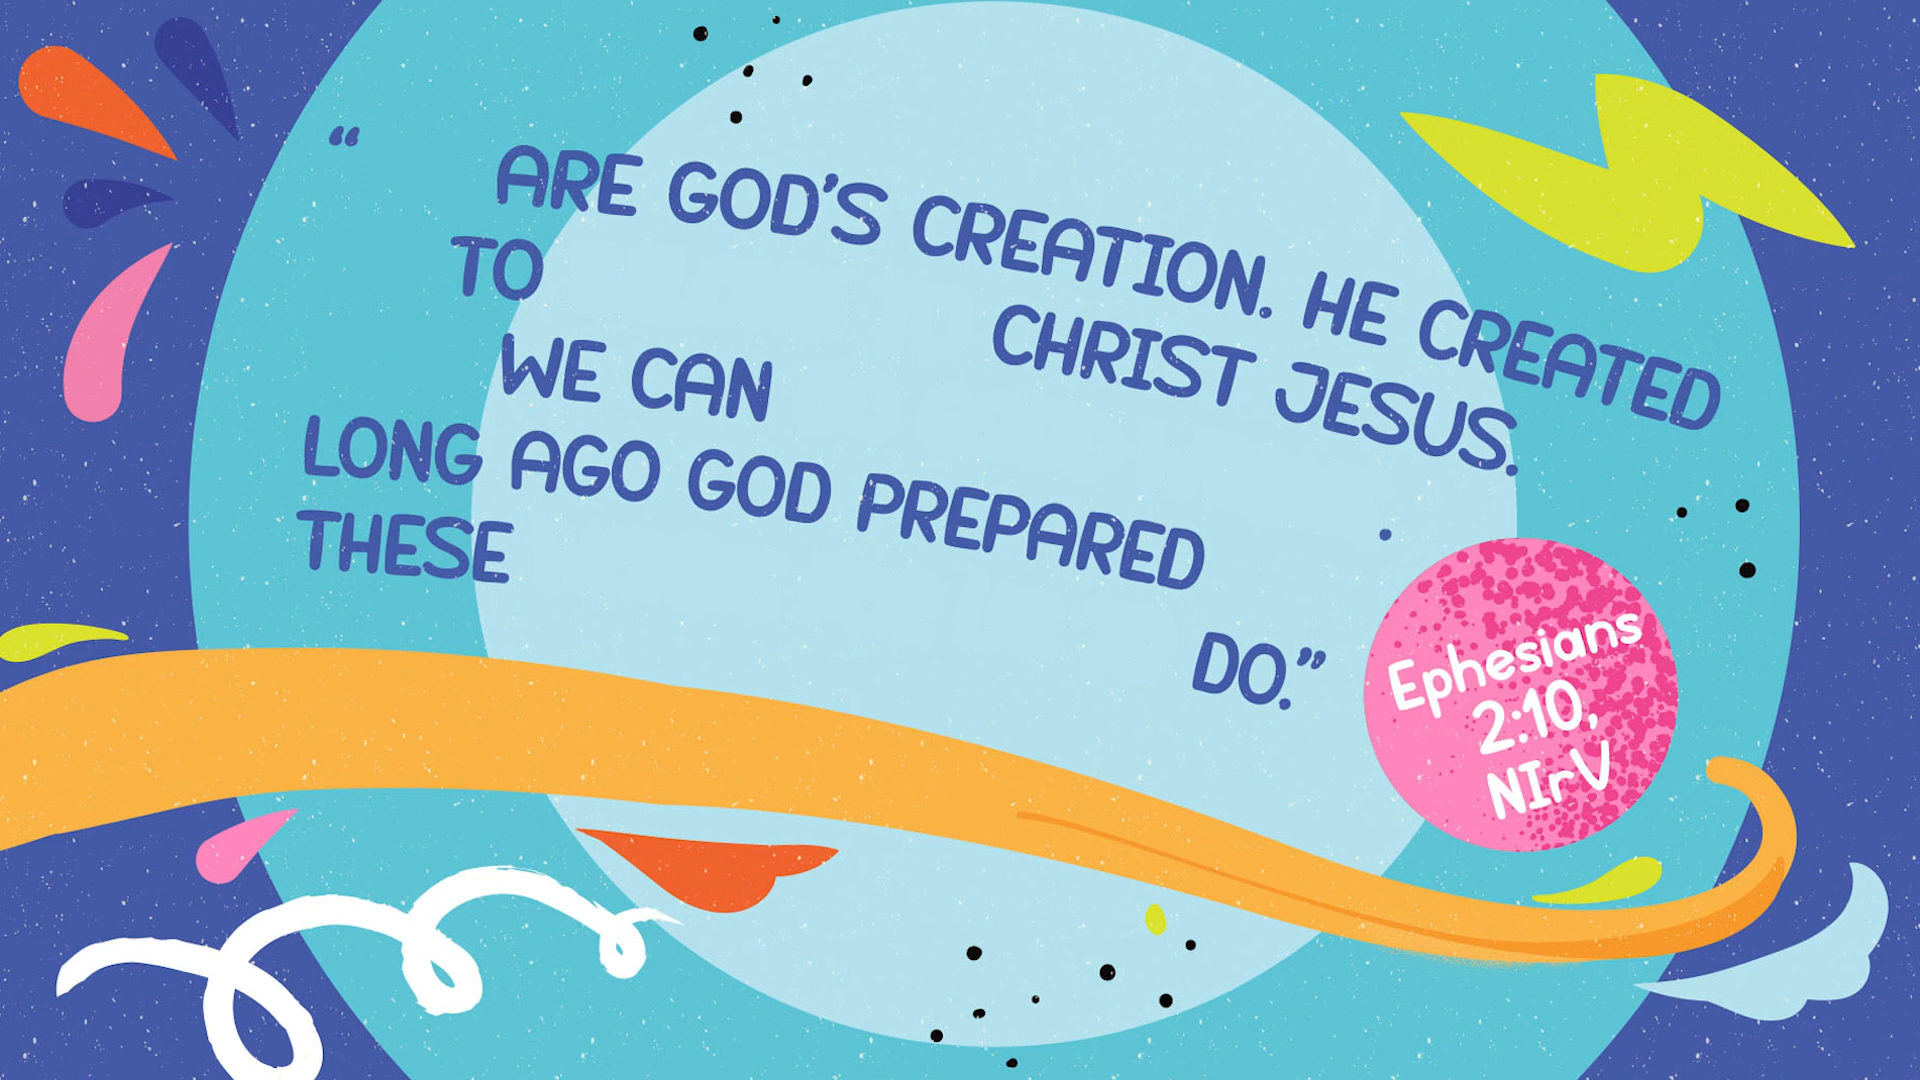 “ ARE GOD’S CREATION. HE CREATED
TO CHRIST JESUS.
WE CAN
LONG AGO GOD PREPARED .
THESE
DO.”
Ephesians
2:10,
NIrV